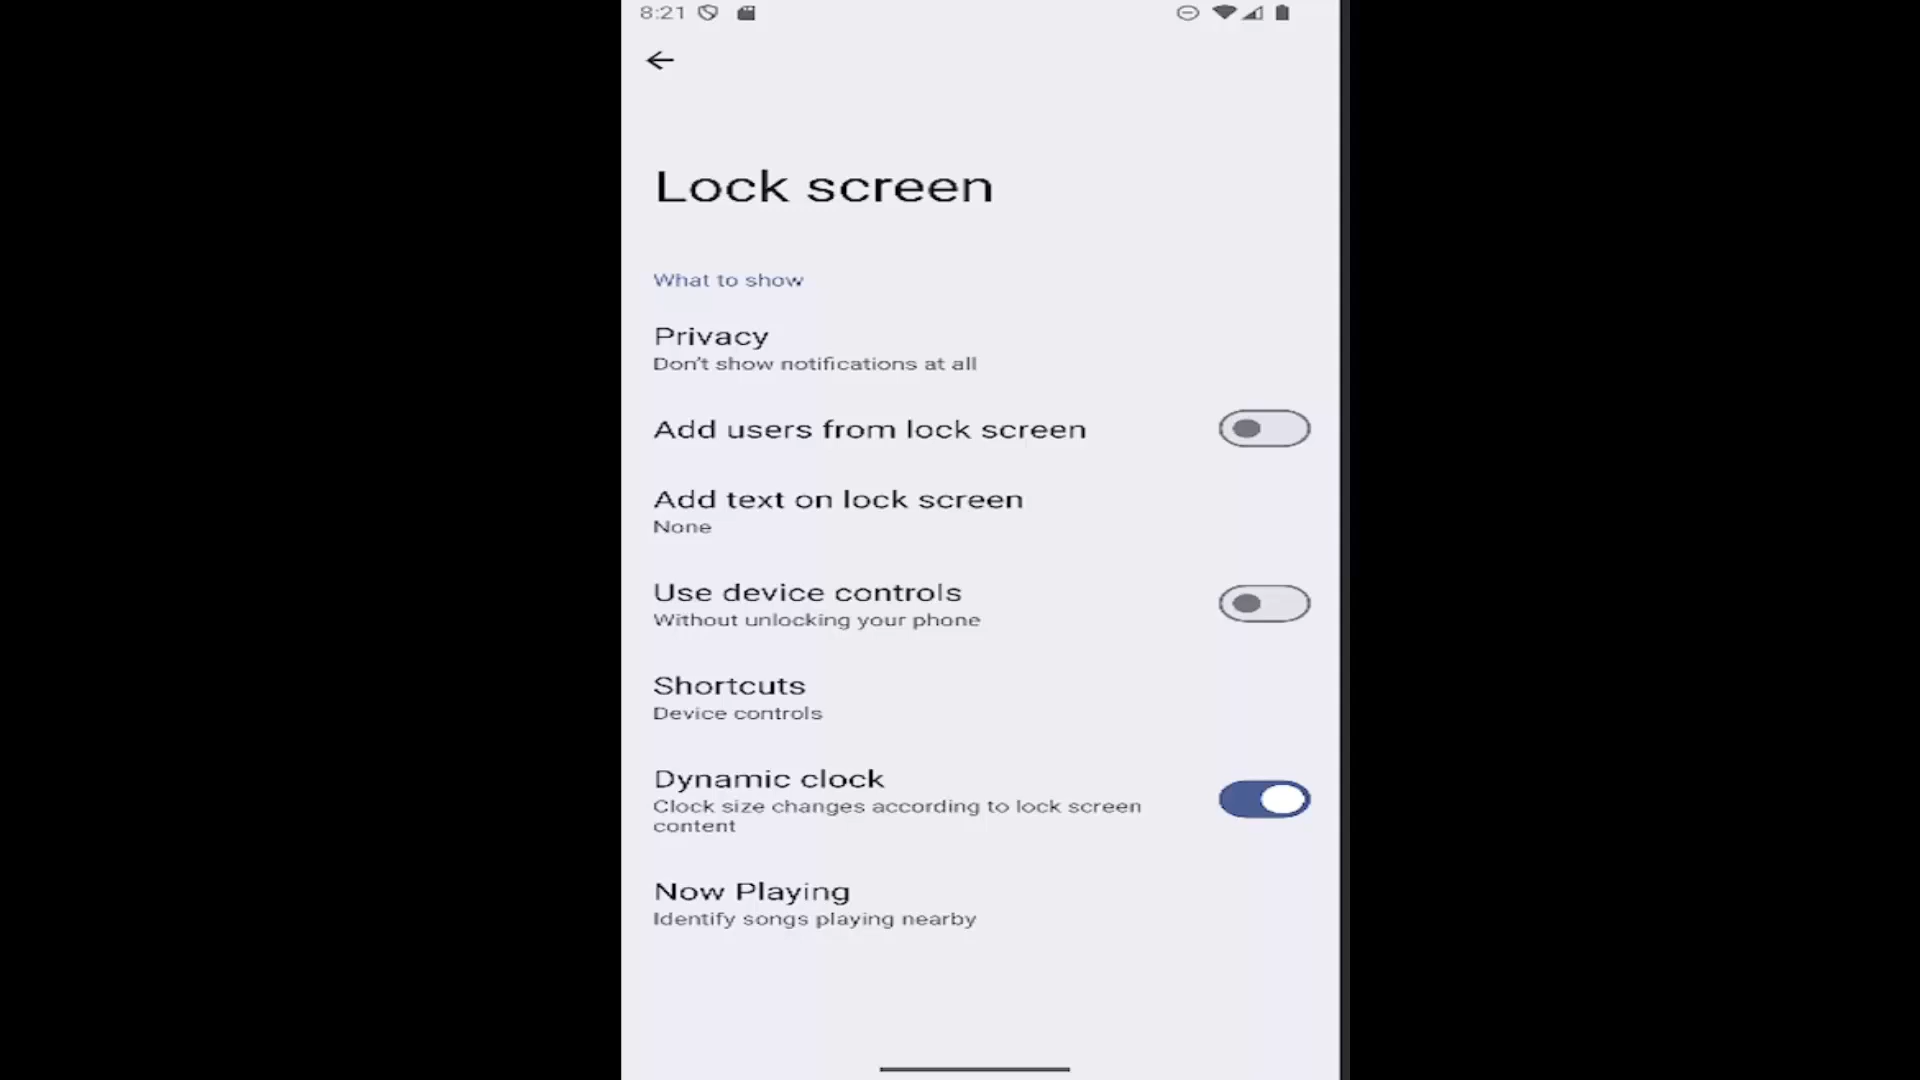 8:21
Lock screen
What to show
Privacy
Don't show notifications at all
Add users from lock screen
Add text on lock screen
None
Use device controls
Without unlocking your phone
Shortcuts
Device controls
Dynamic clock
Clock size changes according to lock screen
content
Now Playing
Identify songs playing nearby